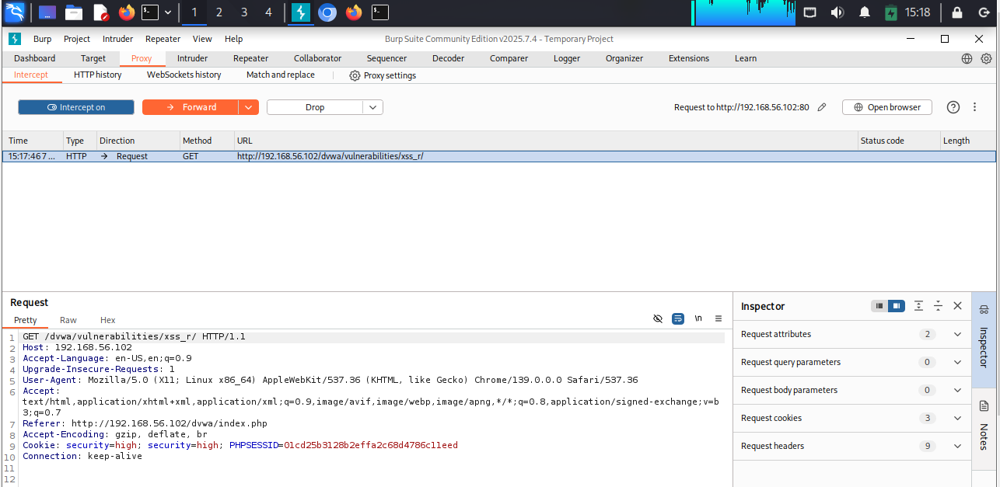 1 2 3 4 15:18
Burp Project Intruder Repeater View Help Burp Suite Community Edition v2025.7.4 - Temporary Project
Dashboard Target Proxy Intruder Repeater Collaborator Sequencer Decoder Comparer Logger Organizer Extensions Learn
Intercept HTTP history WebSockets history Match and replace Proxy settings
Intercept on Forward Drop Request to http://192.168.56.102:80 Open browser
Time Type Direction Method URL Status code Length
15:17:46 7 ... HTTP Request GET http://192.168.56.102/dvwa/vulnerabilities/xss_r/
Request
Pretty Raw Hex \n
1 GET /dvwa/vulnerabilities/xss_r/ HTTP/1.1
2 Host: 192.168.56.102
3 Accept-Language: en-US,en;q=0.9
4 Upgrade-Insecure-Requests: 1
5 User-Agent: Mozilla/5.0 (X11; Linux x86_64) AppleWebKit/537.36 (KHTML, like Gecko) Chrome/139.0.0.0 Safari/537.36
6 Accept:
text/html,application/xhtml+xml,application/xml;q=0.9,image/avif,image/webp,image/apng,*/*;q=0.8,application/signed-exchange;v=b
3;q=0.7
7 Referer: http://192.168.56.102/dvwa/index.php
8 Accept-Encoding: gzip, deflate, br
9 Cookie: security=high; security=high; PHPSESSID=01cd25b3128b2effa2c68d4786c11eed
10 Connection: keep-alive
11
12
Inspector
Request attributes 2
Request query parameters 0
Request body parameters 0
Request cookies 3
Request headers 9
Inspector
Notes